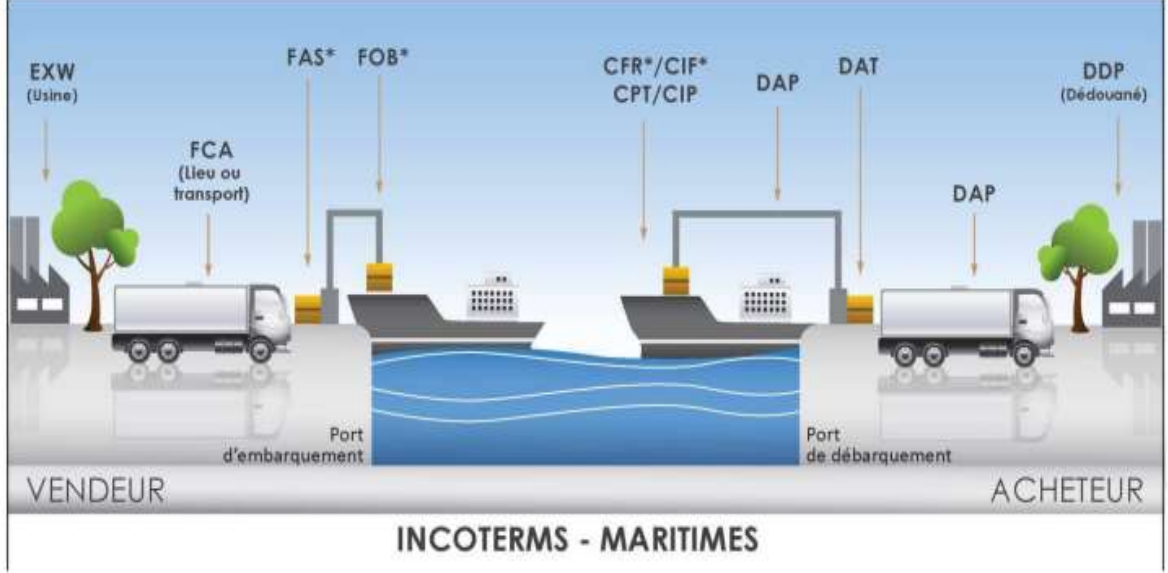 EXW
(Usine)
FCA
(Lieu ou
transport)
FAS*
FOB*
CFR*/CIF*
CPT/CIP
DAP
DAT
DAP
DDP
(Dédouané)
Port
d'embarquement
Port
de débarquement
VENDEUR
ACHETEUR
INCOTERMS - MARITIMES